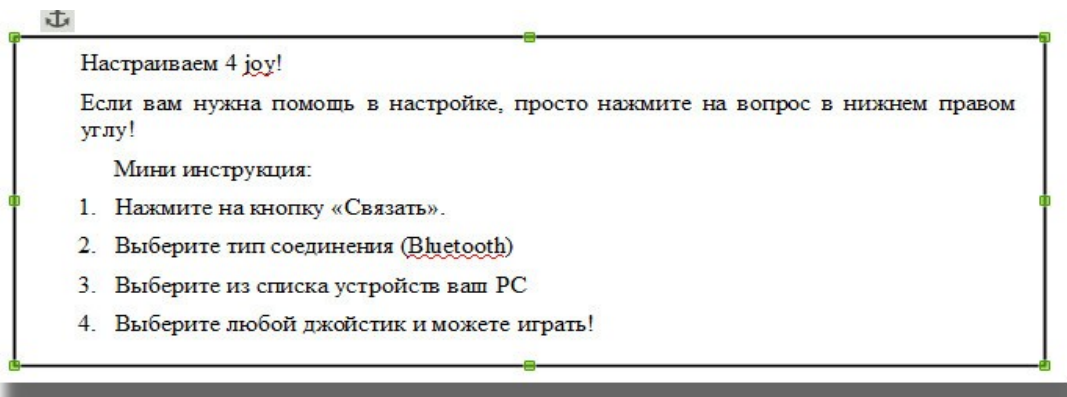 Настраиваем 4 joy!
Если вам нужна помощь в настройке, просто нажмите на вопрос в нижнем правом
углу!
Мини инструкция:
1. Нажмите на кнопку «Связать».
2. Выберите тип соединения (Bluetooth)
3. Выберите из списка устройств ваш PC
4. Выберите любой джойстик и можете играть!